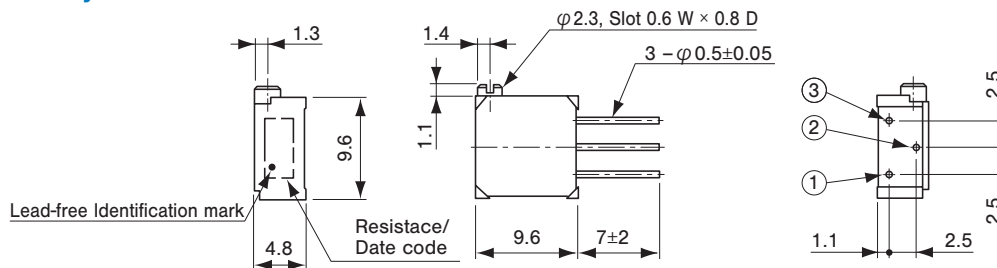 φ2.3, Slot 0.6 W × 0.8 D
1.3
1.4
3 – φ0.5±0.05
2.5
3
1.1
2
9.6
1
Lead-free Identification mark
Resistace/
Date code
2.5
4.8
9.6
7±2
1.1
2.5